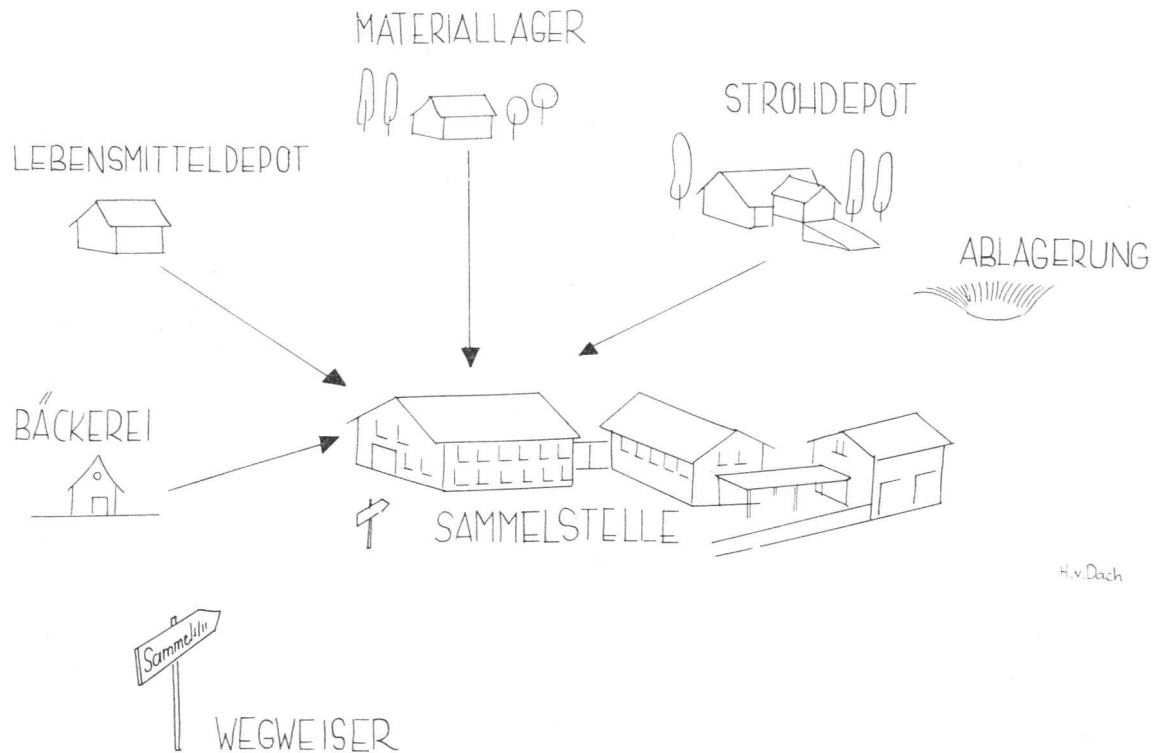 MATERIALLAGER
STROHDEPOT
LEBENSMITTELDEPOT
ABLAGERUNG
BÄCKEREI
SAMMELSTELLE
H.v.Dach
WEGWEISER